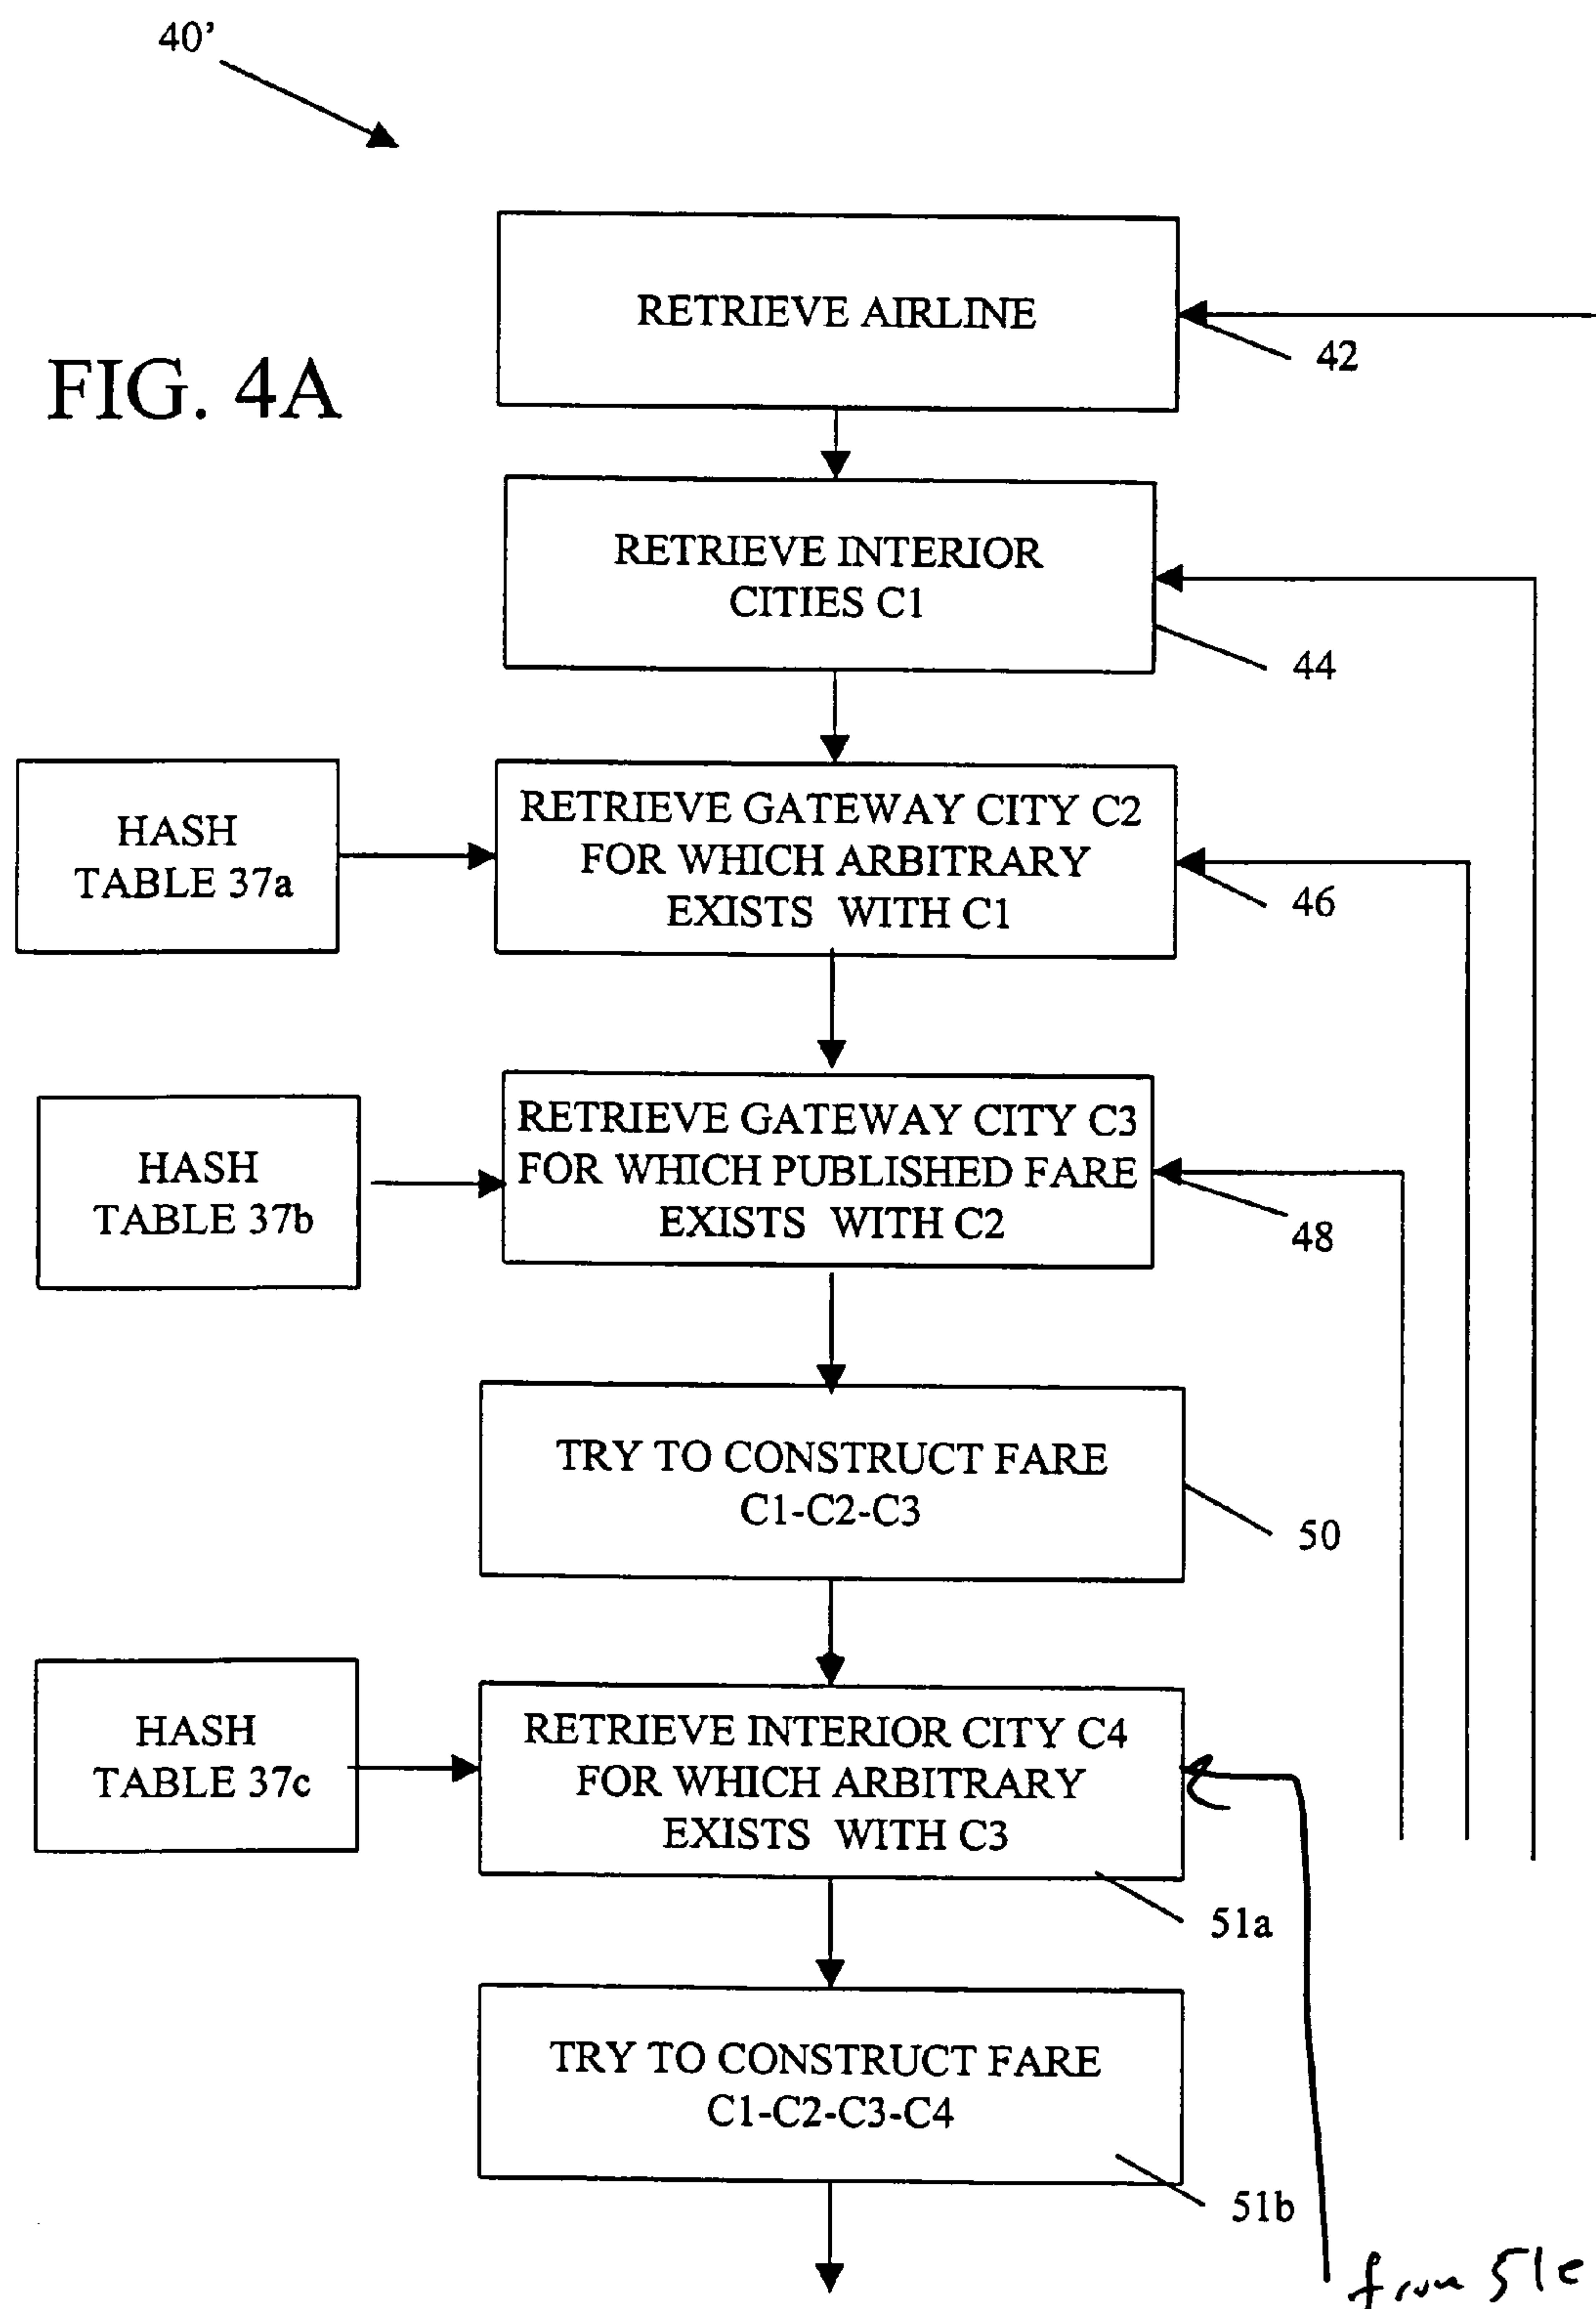 40’
RETRIEVE AIRLINE
42
FIG. 4A
RETRIEVE INTERIOR
CITIES C1
44
HASH
TABLE 37a
RETRIEVE GATEWAY CITY C2
FOR WHICH ARBITRARY
EXISTS WITH C1
46
HASH
TABLE 37b
RETRIEVE GATEWAY CITY C3
FOR WHICH PUBLISHED FARE
EXISTS WITH C2
48
TRY TO CONSTRUCT FARE
C1-C2-C3
50
HASH
TABLE 37c
RETRIEVE INTERIOR CITY C4
FOR WHICH ARBITRARY
EXISTS WITH C3
51a
TRY TO CONSTRUCT FARE
C1-C2-C3-C4
51b
from 51c